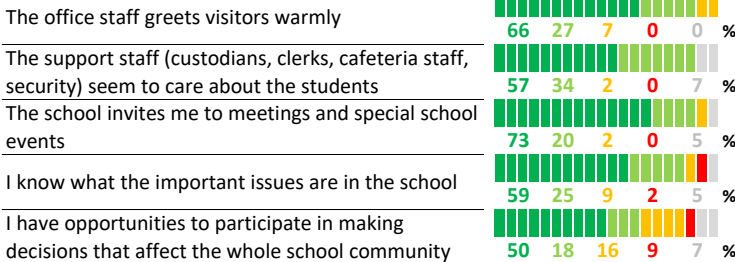 The office staff greets visitors warmly
66 27 7 0 0 %
The support staff (custodians, clerks, cafeteria staff,
security) seem to care about the students
57 34 2 0 7 %
The school invites me to meetings and special school
events
73 20 2 0 5 %
I know what the important issues are in the school
59 25 9 2 5 %
I have opportunities to participate in making
decisions that affect the whole school community
50 18 16 9 7 %